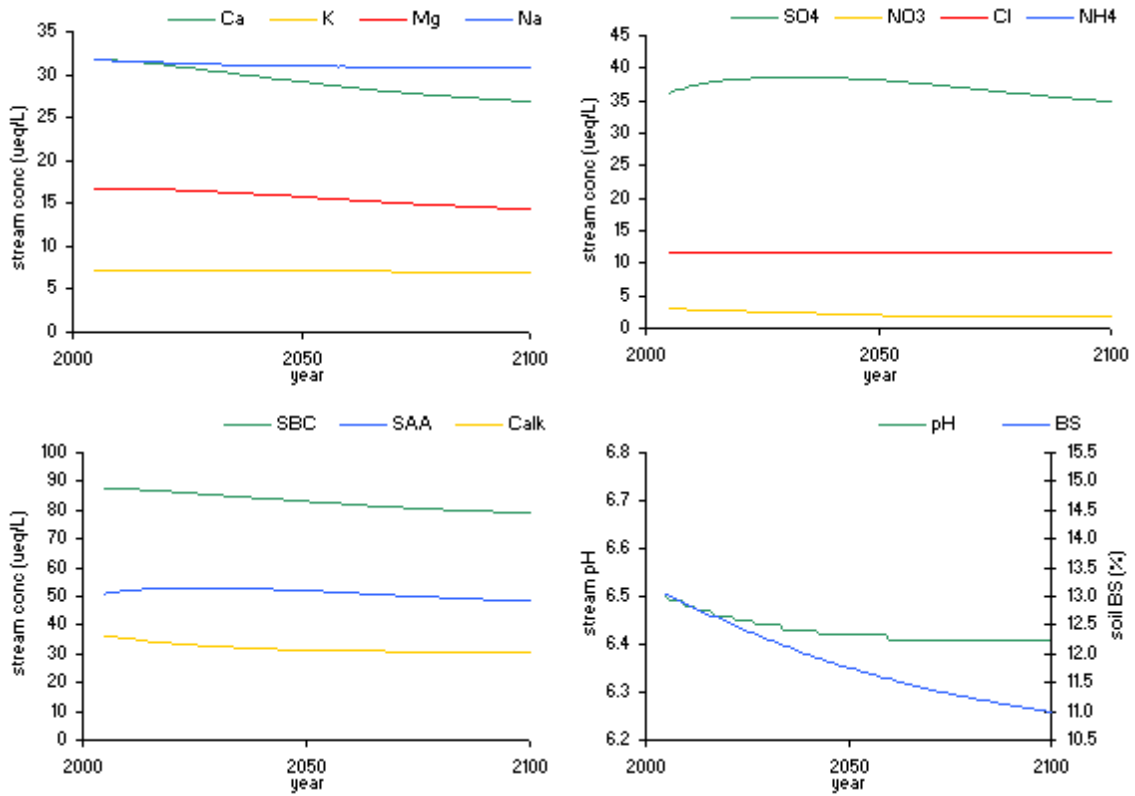 Ca K Mg Na
35
30
25
20
15
10
5
0
stream conc (ueq/L)
2000 2050 2100
year
SO4 NO3 Cl NH4
45
40
35
30
25
20
15
10
5
0
stream conc (ueq/L)
2000 2050 2100
year
SBC SAA Calk
100
90
80
70
60
50
40
30
20
10
0
stream conc (ueq/L)
2000 2050 2100
year
pH BS
6.8
6.7
6.6
6.5
6.4
6.3
6.2
stream pH
15.5
15.0
14.5
14.0
13.5
13.0
12.5
12.0
11.5
11.0
10.5
soil BS (%)
2000 2050 2100
year